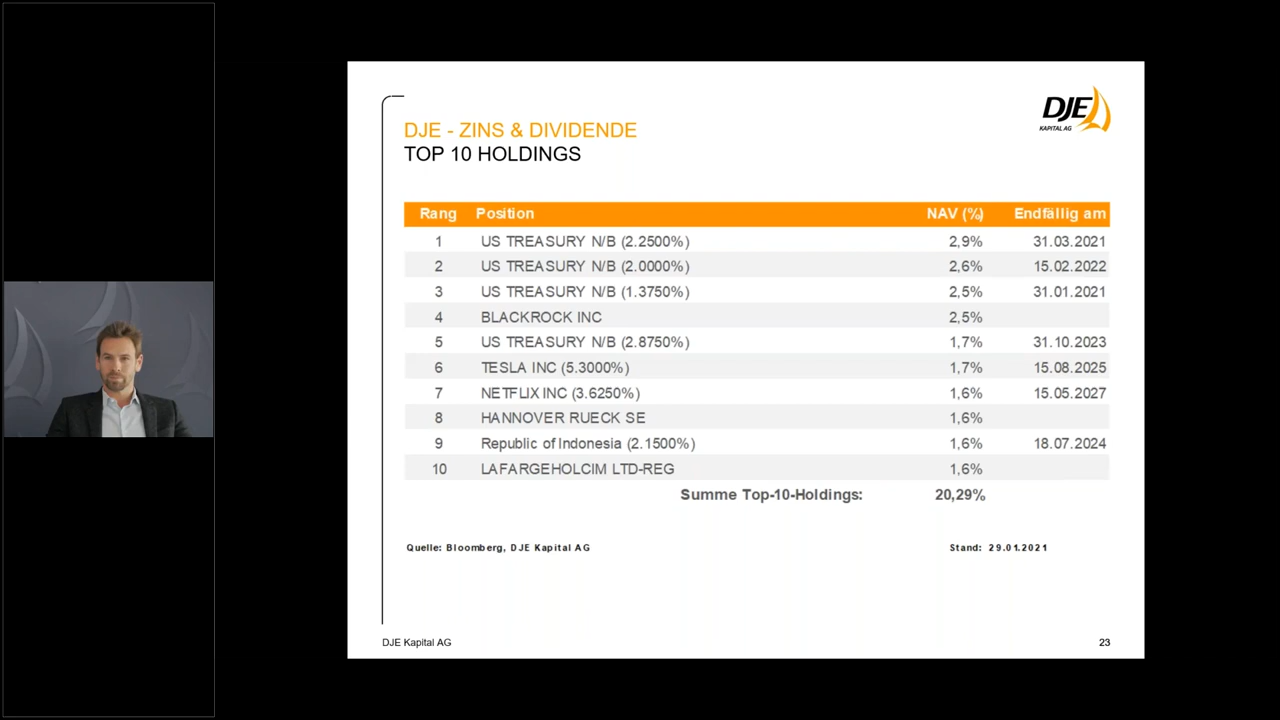 DJE
KAPITAL AG
DJE - ZINS & DIVIDENDE
TOP 10 HOLDINGS
Rang Position NAV (%) Endfällig am
1 US TREASURY N/B (2.2500%) 2,9% 31.03.2021
2 US TREASURY N/B (2.0000%) 2,6% 15.02.2022
3 US TREASURY N/B (1.3750%) 2,5% 31.01.2021
4 BLACKROCK INC 2,5%
5 US TREASURY N/B (2.8750%) 1,7% 31.10.2023
6 TESLA INC (5.3000%) 1,7% 15.08.2025
7 NETFLIX INC (3.6250%) 1,6% 15.05.2027
8 HANNOVER RUECK SE 1,6%
9 Republic of Indonesia (2.1500%) 1,6% 18.07.2024
10 LAFARGEHOLCIM LTD-REG 1,6%
Summe Top-10-Holdings: 20,29%
Quelle: Bloomberg, DJE Kapital AG Stand: 29.01.2021
DJE Kapital AG 23